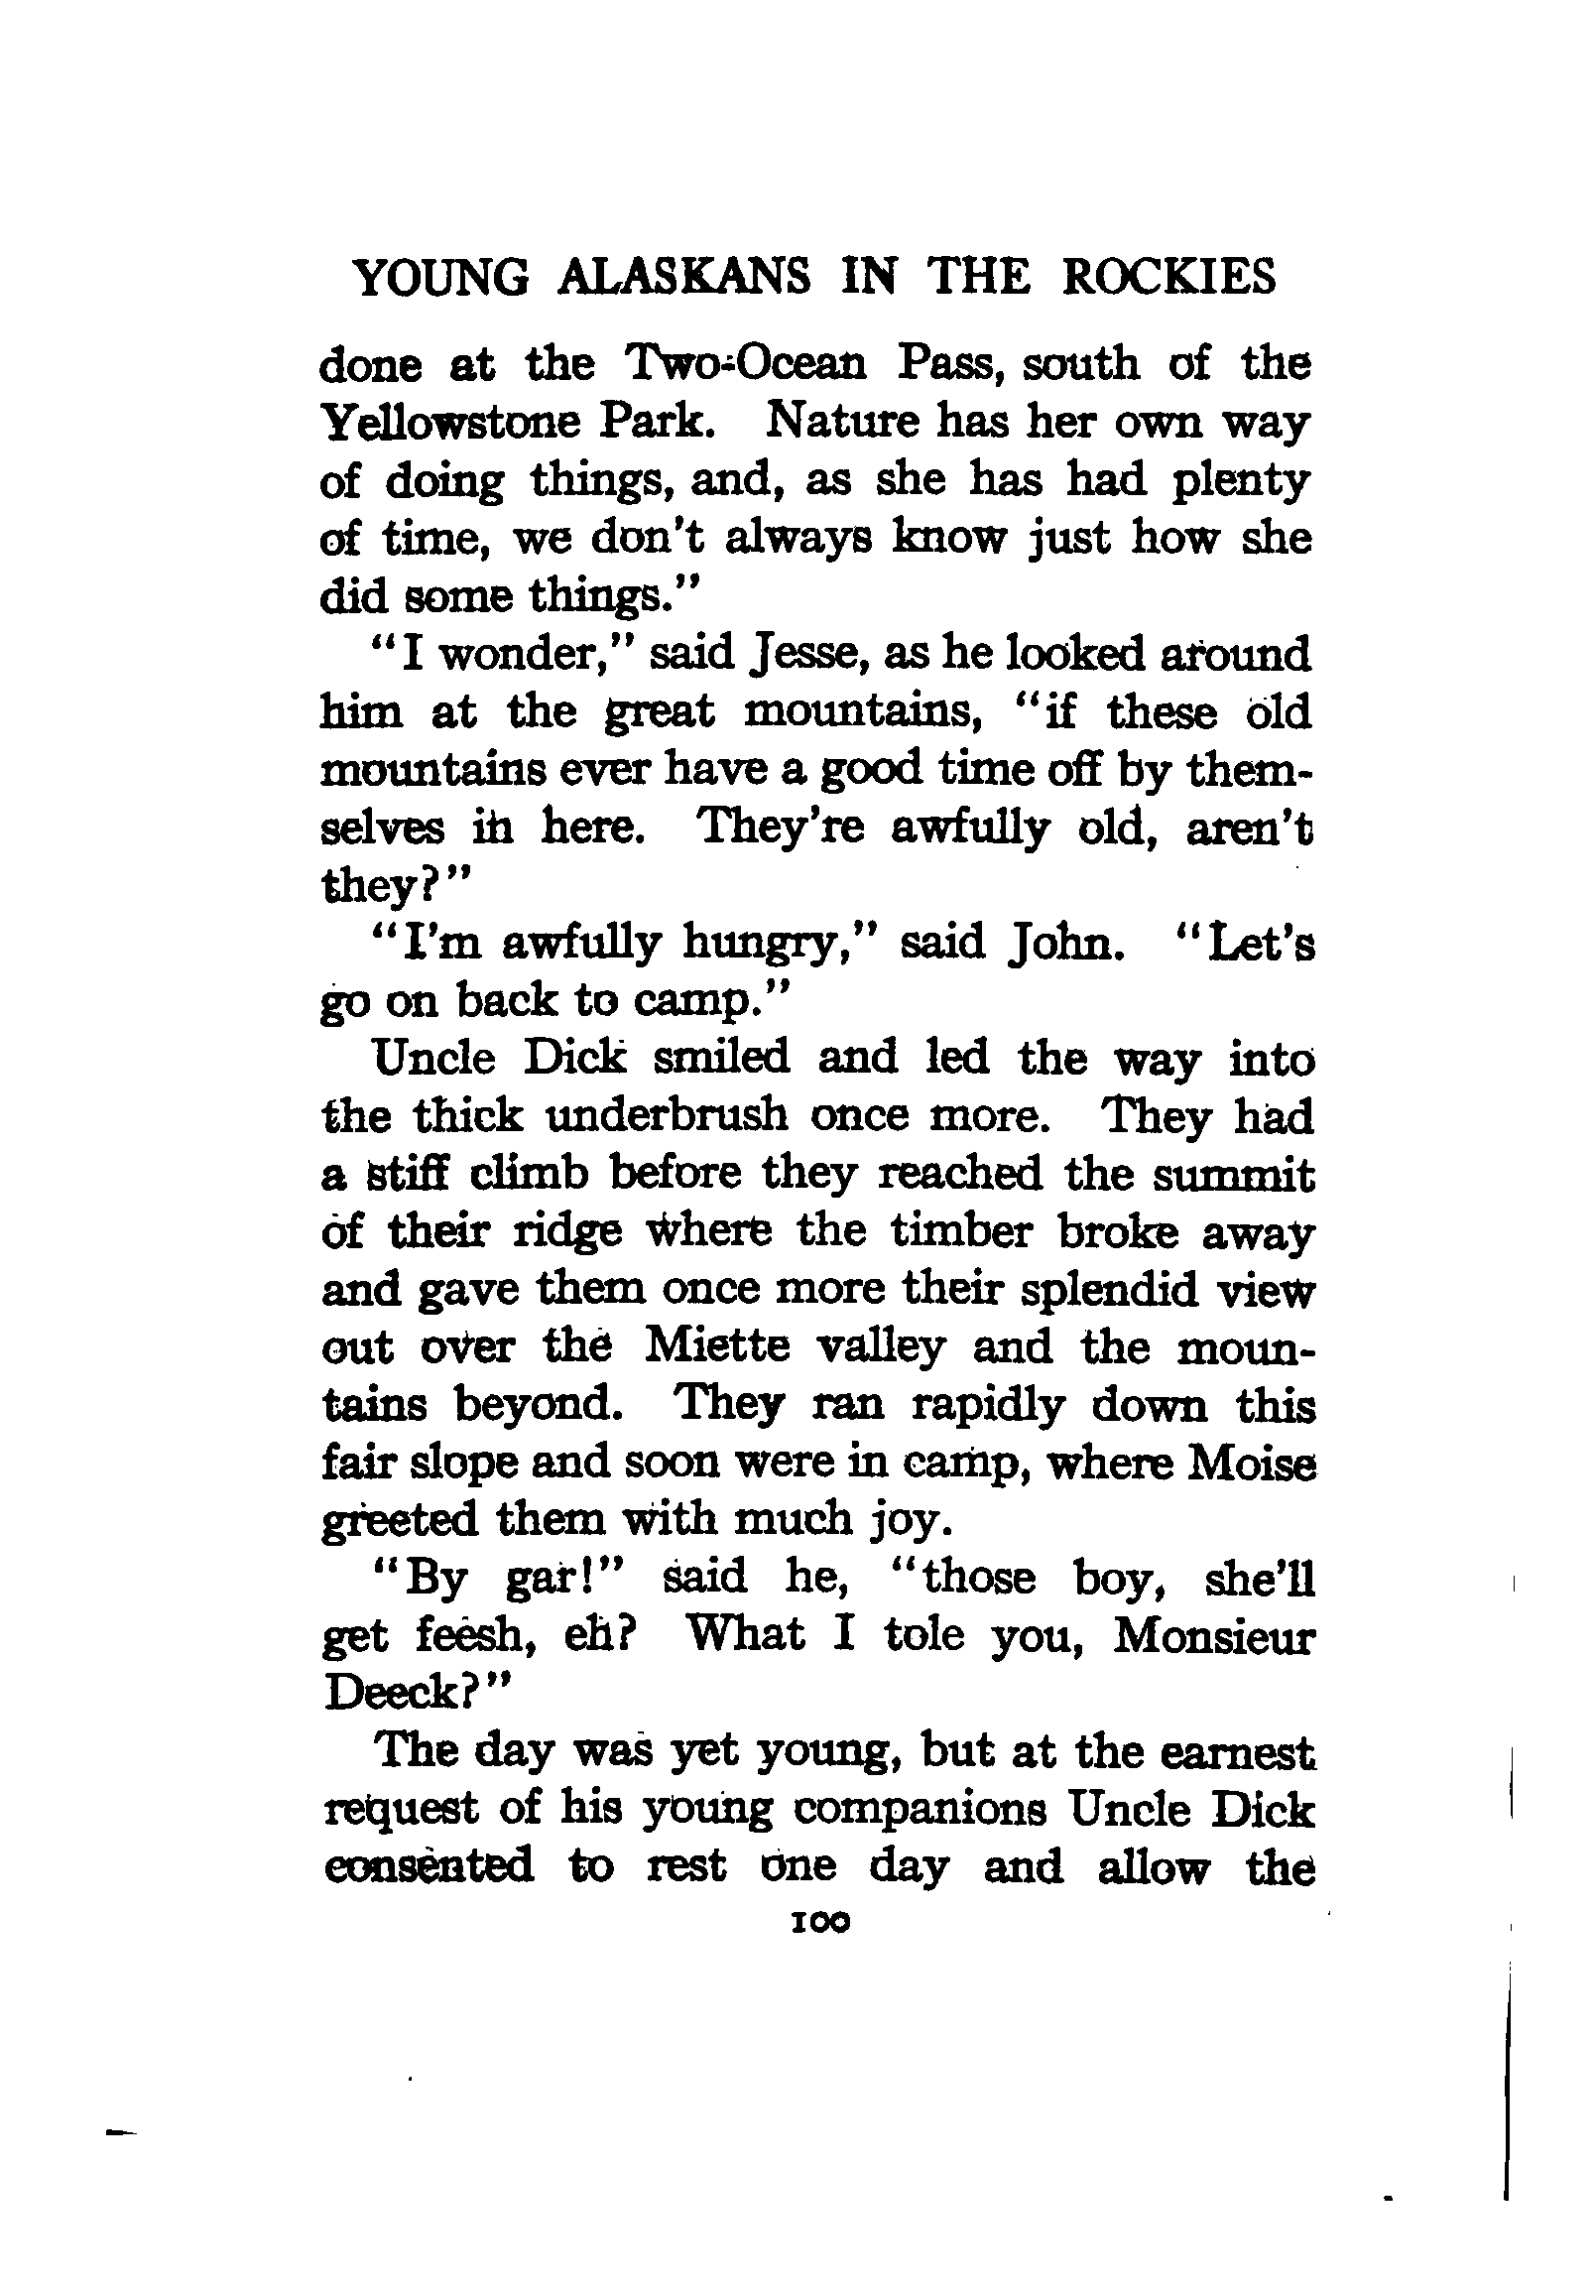 YOUNG ALASKANS IN THE ROCKIES
done at the Two-Ocean Pass, south of the
Yellowstone Park. Nature has her own way
of doing things, and, as she has had plenty
of time, we don't always know just how she
did some things."
"I wonder," said Jesse, as he looked around
him at the great mountains, "if these old
mountains ever have a good time off by them-
selves in here. They're awfully old, aren't
they?"
"I'm awfully hungry," said John. "Let's
go on back to camp."
Uncle Dick smiled and led the way into
the thick underbrush once more. They had
a stiff climb before they reached the summit
of their ridge where the timber broke away
and gave them once more their splendid view
out over the Miette valley and the moun-
tains beyond. They ran rapidly down this
fair slope and soon were in camp, where Moise
greeted them with much joy.
"By gar!" said he, "those boy, she'll
get feesh, eh? What I tole you, Monsieur
Deeck?"
The day was yet young, but at the earnest
request of his young companions Uncle Dick
consented to rest one day and allow the
100